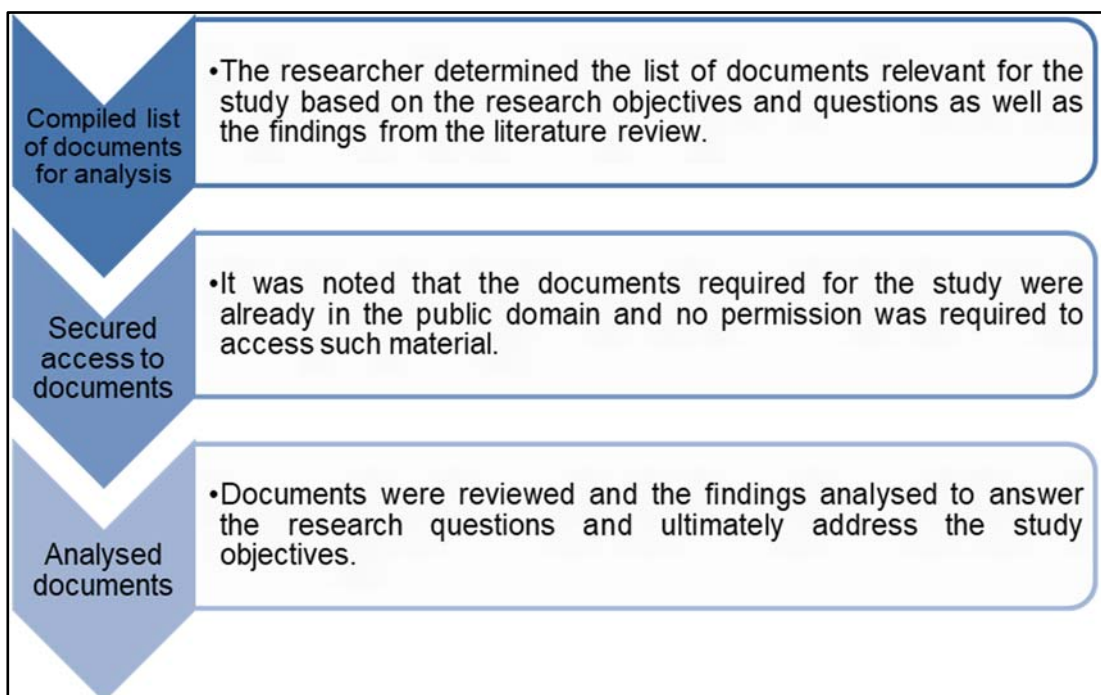 Compiled list
of documents
for analysis
•The researcher determined the list of documents relevant for the
study based on the research objectives and questions as well as
the findings from the literature review.
Secured
access to
documents
•It was noted that the documents required for the study were
already in the public domain and no permission was required to
access such material.
Analysed
documents
•Documents were reviewed and the findings analysed to answer
the research questions and ultimately address the study
objectives.